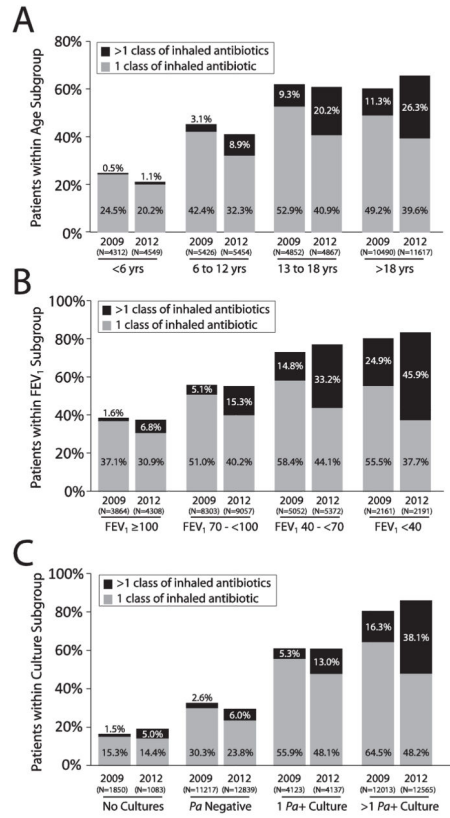 A
Patients within Age Subgroup
80%
60%
40%
20%
0%
>1 class of inhaled antibiotics
1 class of inhaled antibiotic
0.5% 1.1% 3.1% 8.9% 9.3% 20.2% 11.3% 26.3%
24.5% 20.2% 42.4% 32.3% 52.9% 40.9% 49.2% 39.6%
2009 2012 2009 2012 2009 2012 2009 2012
(N=4312) (N=4549) (N=5426) (N=5454) (N=4852) (N=4867) (N=10490) (N=11617)
<6 yrs 6 to 12 yrs 13 to 18 yrs >18 yr
B
Patients within FEV1 Subgroup
100%
80%
60%
40%
20%
0%
>1 class of inhaled antibiotics
1 class of inhaled antibiotic
1.6% 6.8% 5.1% 15.3% 14.8% 33.2% 24.9% 45.9%
37.1% 30.9% 51.0% 40.2% 58.4% 44.1% 55.5% 37.7%
2009 2012 2009 2012 2009 2012 2009 2012
(N=3864) (N=4308) (N=8303) (N=9057) (N=5052) (N=5372) (N=2161) (N=2191)
FEV1 ≥100 FEV1 70 - <100 FEV1 40 - <70 FEV1 <40
C
Patients within Culture Subgroup
100%
80%
60%
40%
20%
0%
>1 class of inhaled antibiotics
1 class of inhaled antibiotic
1.5% 5.0% 2.6% 6.0% 5.3% 13.0% 16.3% 38.1%
15.3% 14.4% 30.3% 23.8% 55.9% 48.1% 64.5% 48.2%
2009 2012 2009 2012 2009 2012 2009 2012
(N=1850) (N=1083) (N=11217) (N=12839) (N=4123) (N=4137) (N=12013) (N=12565)
No Cultures Pa Negative 1 Pa+ Culture >1 Pa+ Culture